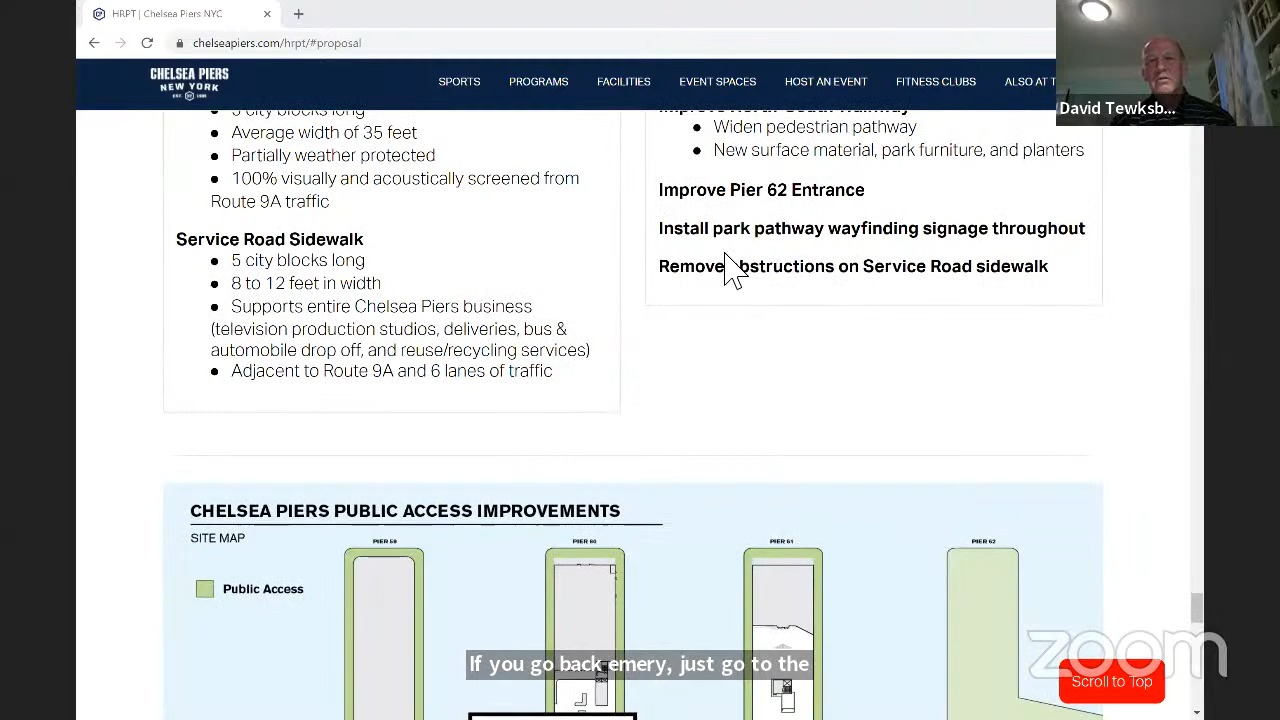 HRPT | Chelsea Piers NYC
chelseapiers.com/hrpt/#proposal
CHELSEA PIERS
NEW YORK
SPORTS PROGRAMS FACILITIES EVENT SPACES HOST AN EVENT FITNESS CLUBS ALSO AT T
David Tewksb...
5 city blocks long
Average width of 35 feet
Partially weather protected
100% visually and acoustically screened from
Route 9A traffic
Service Road Sidewalk
5 city blocks long
8 to 12 feet in width
Supports entire Chelsea Piers business
(television production studios, deliveries, bus &
automobile drop off, and reuse/recycling services)
Adjacent to Route 9A and 6 lanes of traffic
Widen pedestrian pathway
New surface material, park furniture, and planters
Improve Pier 62 Entrance
Install park pathway wayfinding signage throughout
Remove obstructions on Service Road sidewalk
CHELSEA PIERS PUBLIC ACCESS IMPROVEMENTS
SITE MAP
Public Access
PIER 59
PIER 60
PIER 61
PIER 62
If you go back emery, just go to the
zoom
Scroll to Top